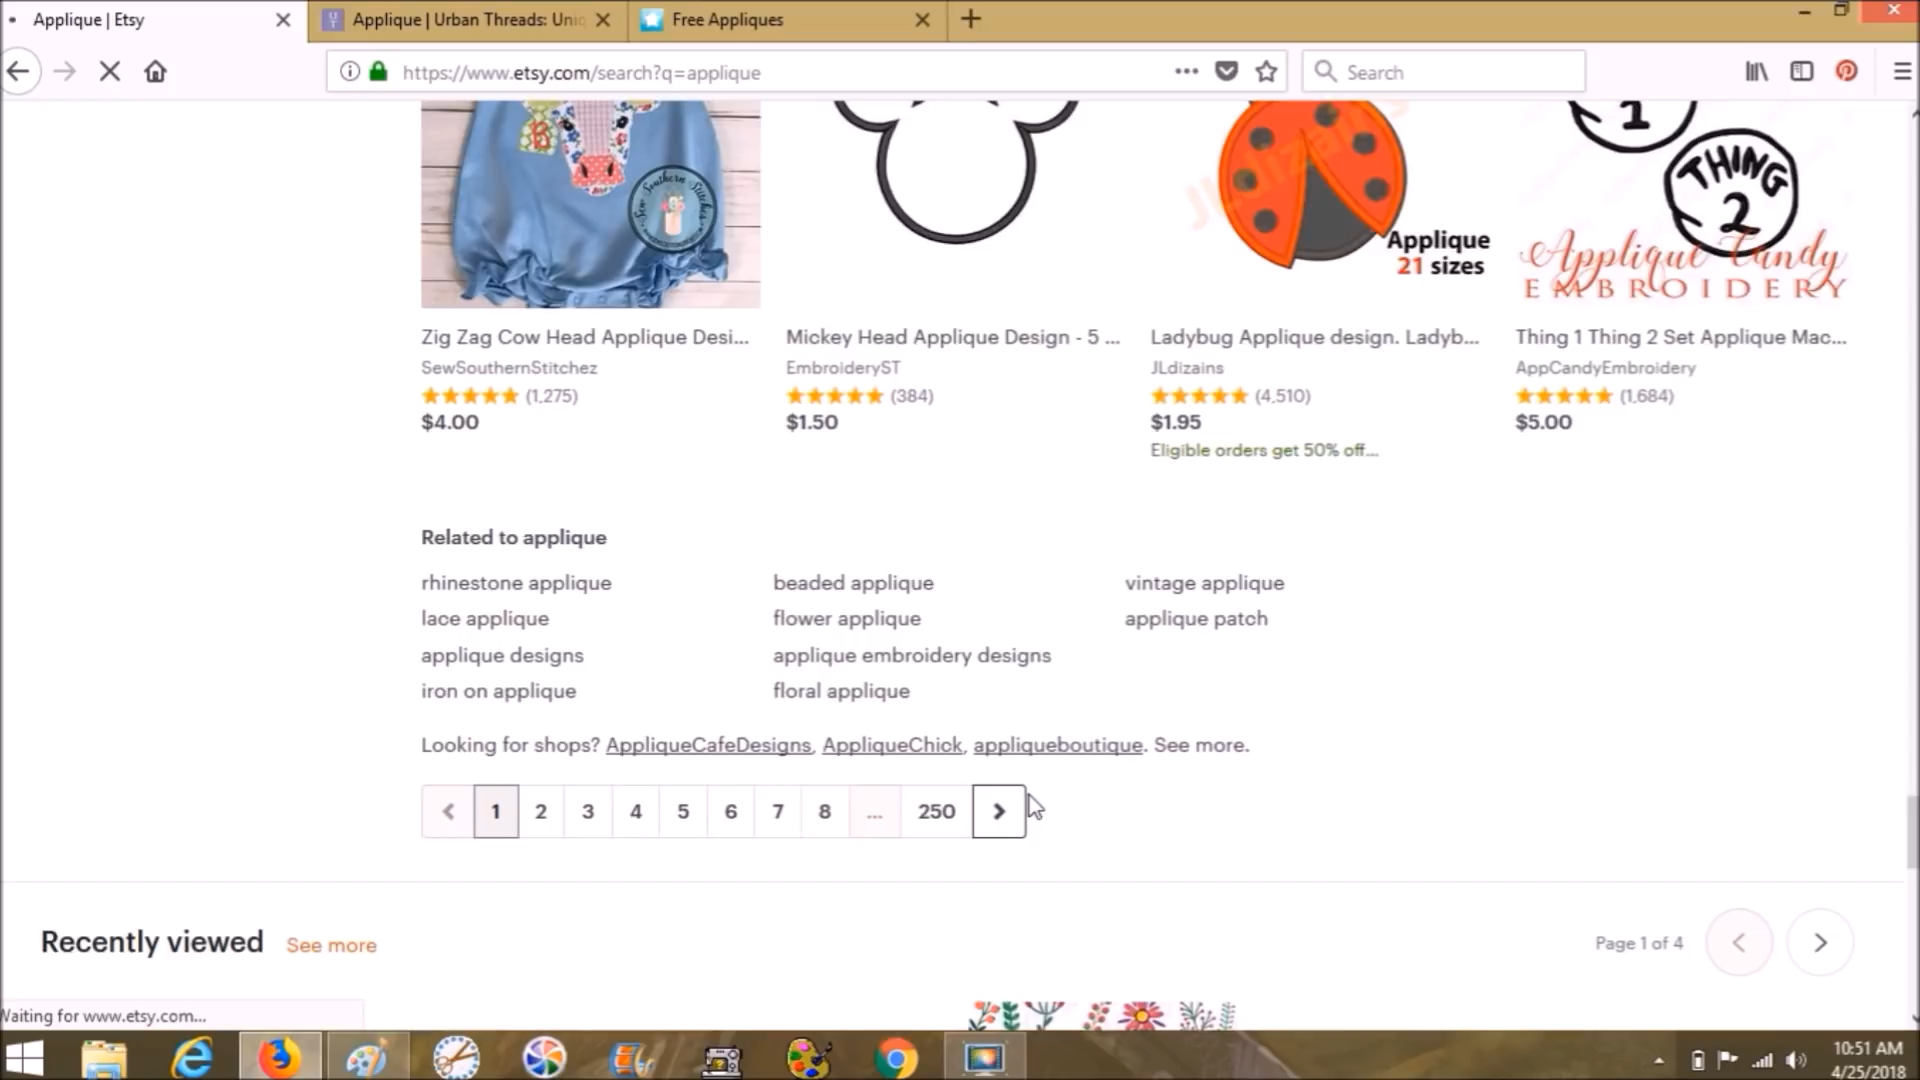 Applique | Etsy
Applique | Urban Threads: Uniq
Free Appliques
https://www.etsy.com/search?q=applique
Search
B
Sew Southern Stitches
JLdizains
Applique
21 sizes
1
THING
2
Applique Candy
EMBROIDERY
Zig Zag Cow Head Applique Desi...
Mickey Head Applique Design - 5 ...
Ladybug Applique design. Ladyb...
Thing 1 Thing 2 Set Applique Mac...
SewSouthernStitchez
EmbroideryST
JLdizains
AppCandyEmbroidery
(1,275)
(384)
(4,510)
(1,684)
$4.00
$1.50
$1.95
$5.00
Eligible orders get 50% off...
Related to applique
rhinestone applique
beaded applique
vintage applique
lace applique
flower applique
applique patch
applique designs
applique embroidery designs
iron on applique
floral applique
Looking for shops? AppliqueCafeDesigns, AppliqueChick, appliqueboutique. See more.
1 2 3 4 5 6 7 8 ... 250
Recently viewed See more
Page 1 of 4
Waiting for www.etsy.com...
10:51 AM
4/25/2018